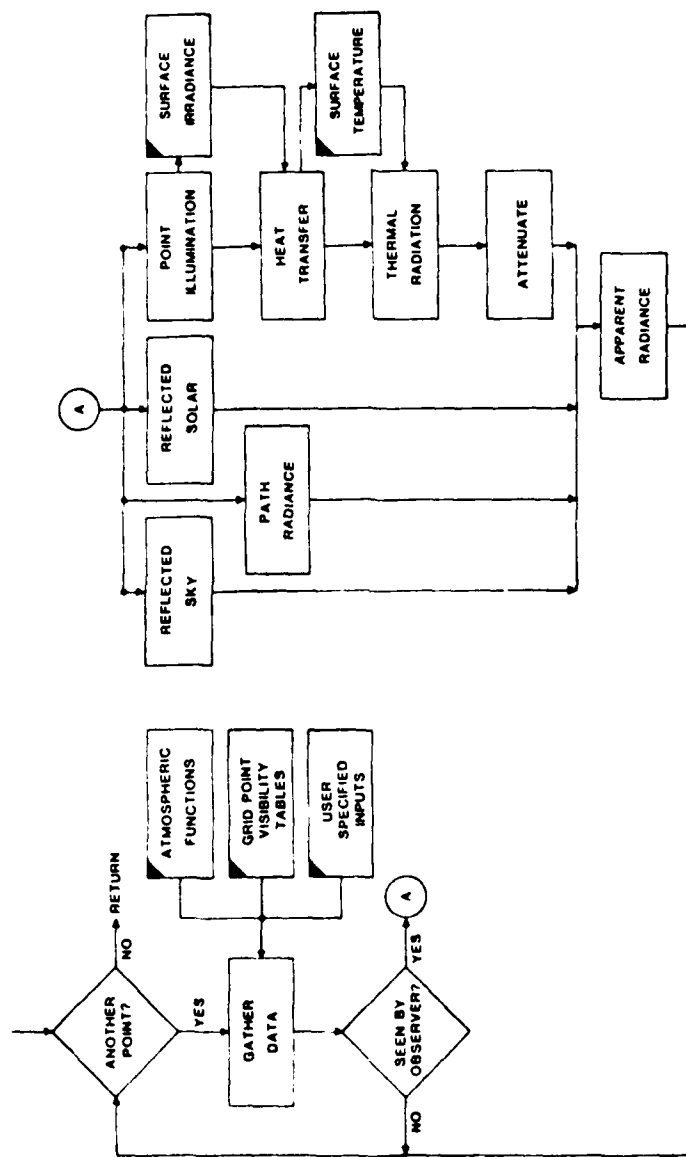 ANOTHER
POINT?
NO
RETURN
YES
GATHER
DATA
ATMOSPHERIC
FUNCTIONS
GRID POINT
VISIBILITY
TABLES
USER
SPECIFIED
INPUTS
SEEN BY
OBSERVER?
YES
A
NO
A
REFLECTED
SKY
PATH
RADIANCE
REFLECTED
SOLAR
POINT
ILLUMINATION
SURFACE
IRRADIANCE
HEAT
TRANSFER
SURFACE
TEMPERATURE
THERMAL
RADIATION
ATTENUATE
APPARENT
RADIANCE